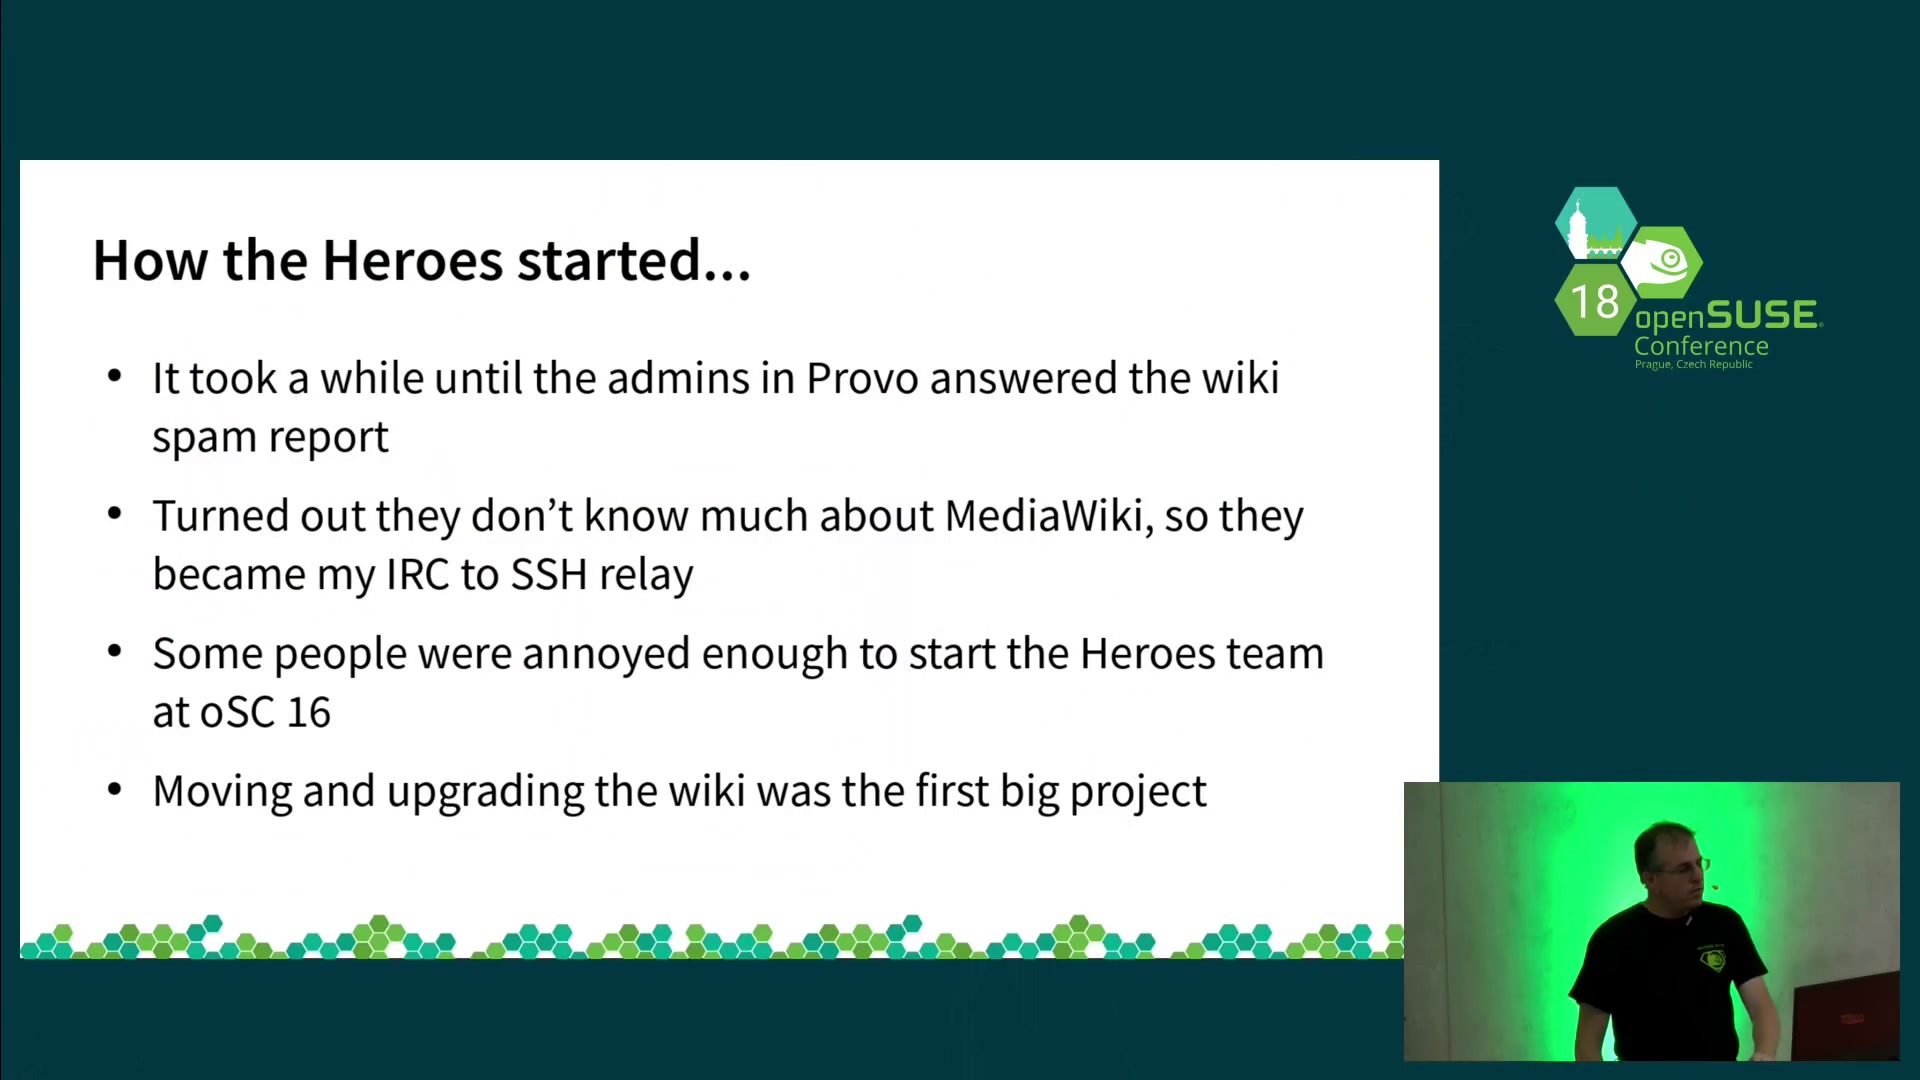 How the Heroes started...
It took a while until the admins in Provo answered the wiki
spam report
Turned out they don’t know much about MediaWiki, so they
became my IRC to SSH relay
Some people were annoyed enough to start the Heroes team
at oSC 16
Moving and upgrading the wiki was the first big project
18
openSUSE
Conference
Prague, Czech Republic